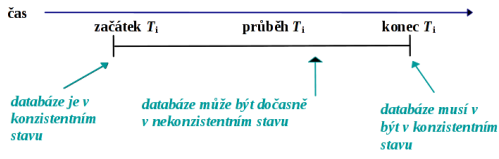 čas
začátek Ti průběh Ti konec Ti
databáze je v
konzistentním
stavu
databáze může být dočasně
v nekonzistentním stavu
databáze musí v
být v konzistentním
stavu